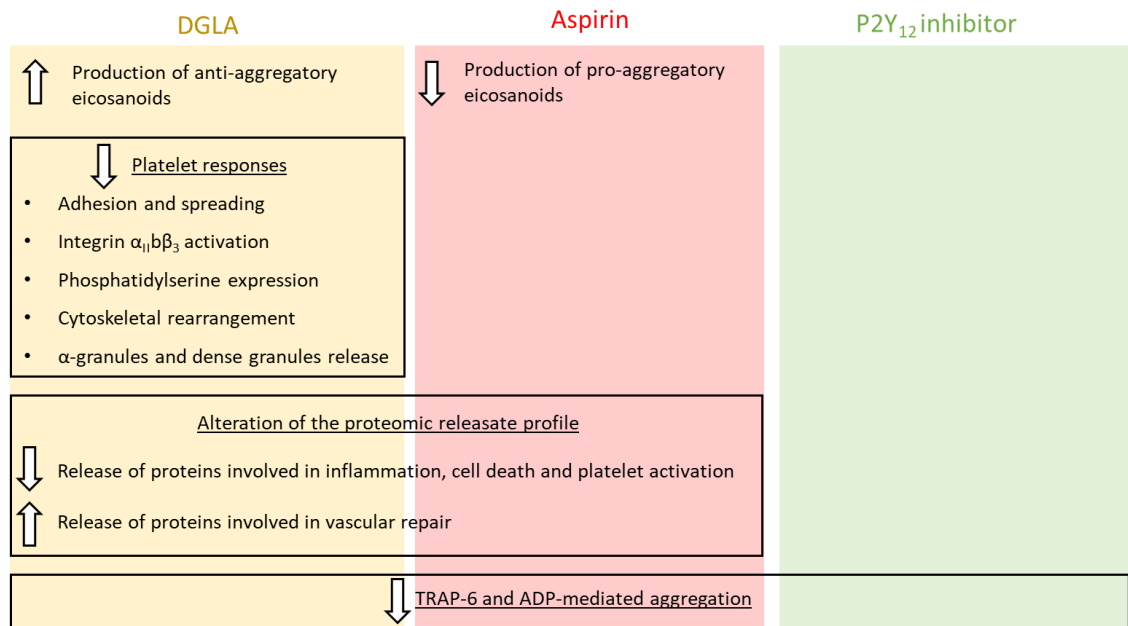 DGLA
Aspirin
P2Y₁₂ inhibitor
Production of anti-aggregatory
eicosanoids
Production of pro-aggregatory
eicosanoids
Platelet responses
• Adhesion and spreading
• Integrin αᵢᵢbβ₃ activation
• Phosphatidylserine expression
• Cytoskeletal rearrangement
• α-granules and dense granules release
Alteration of the proteomic releasate profile
Release of proteins involved in inflammation, cell death and platelet activation
Release of proteins involved in vascular repair
TRAP-6 and ADP-mediated aggregation